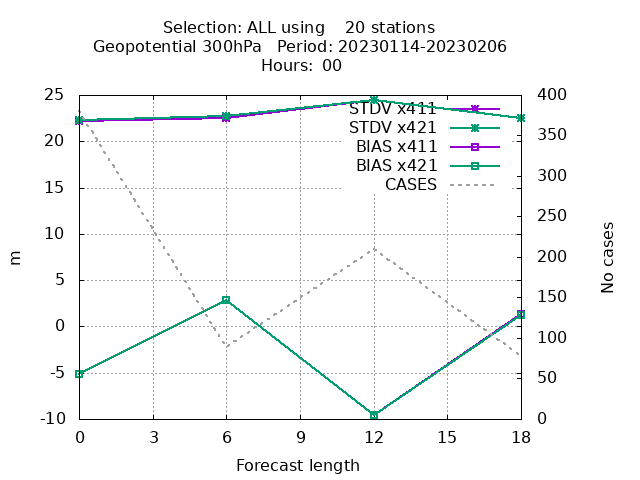 Selection: ALL using    20 stations
Geopotential 300hPa   Period: 20230114-20230206
Hours: 00
25
20
15
10
5
0
-5
-10
400
350
300
250
200
150
100
50
0
STDV x411
STDV x421
BIAS x411
BIAS x421
CASES
m
No cases
0 3 6 9 12 15 18
Forecast length